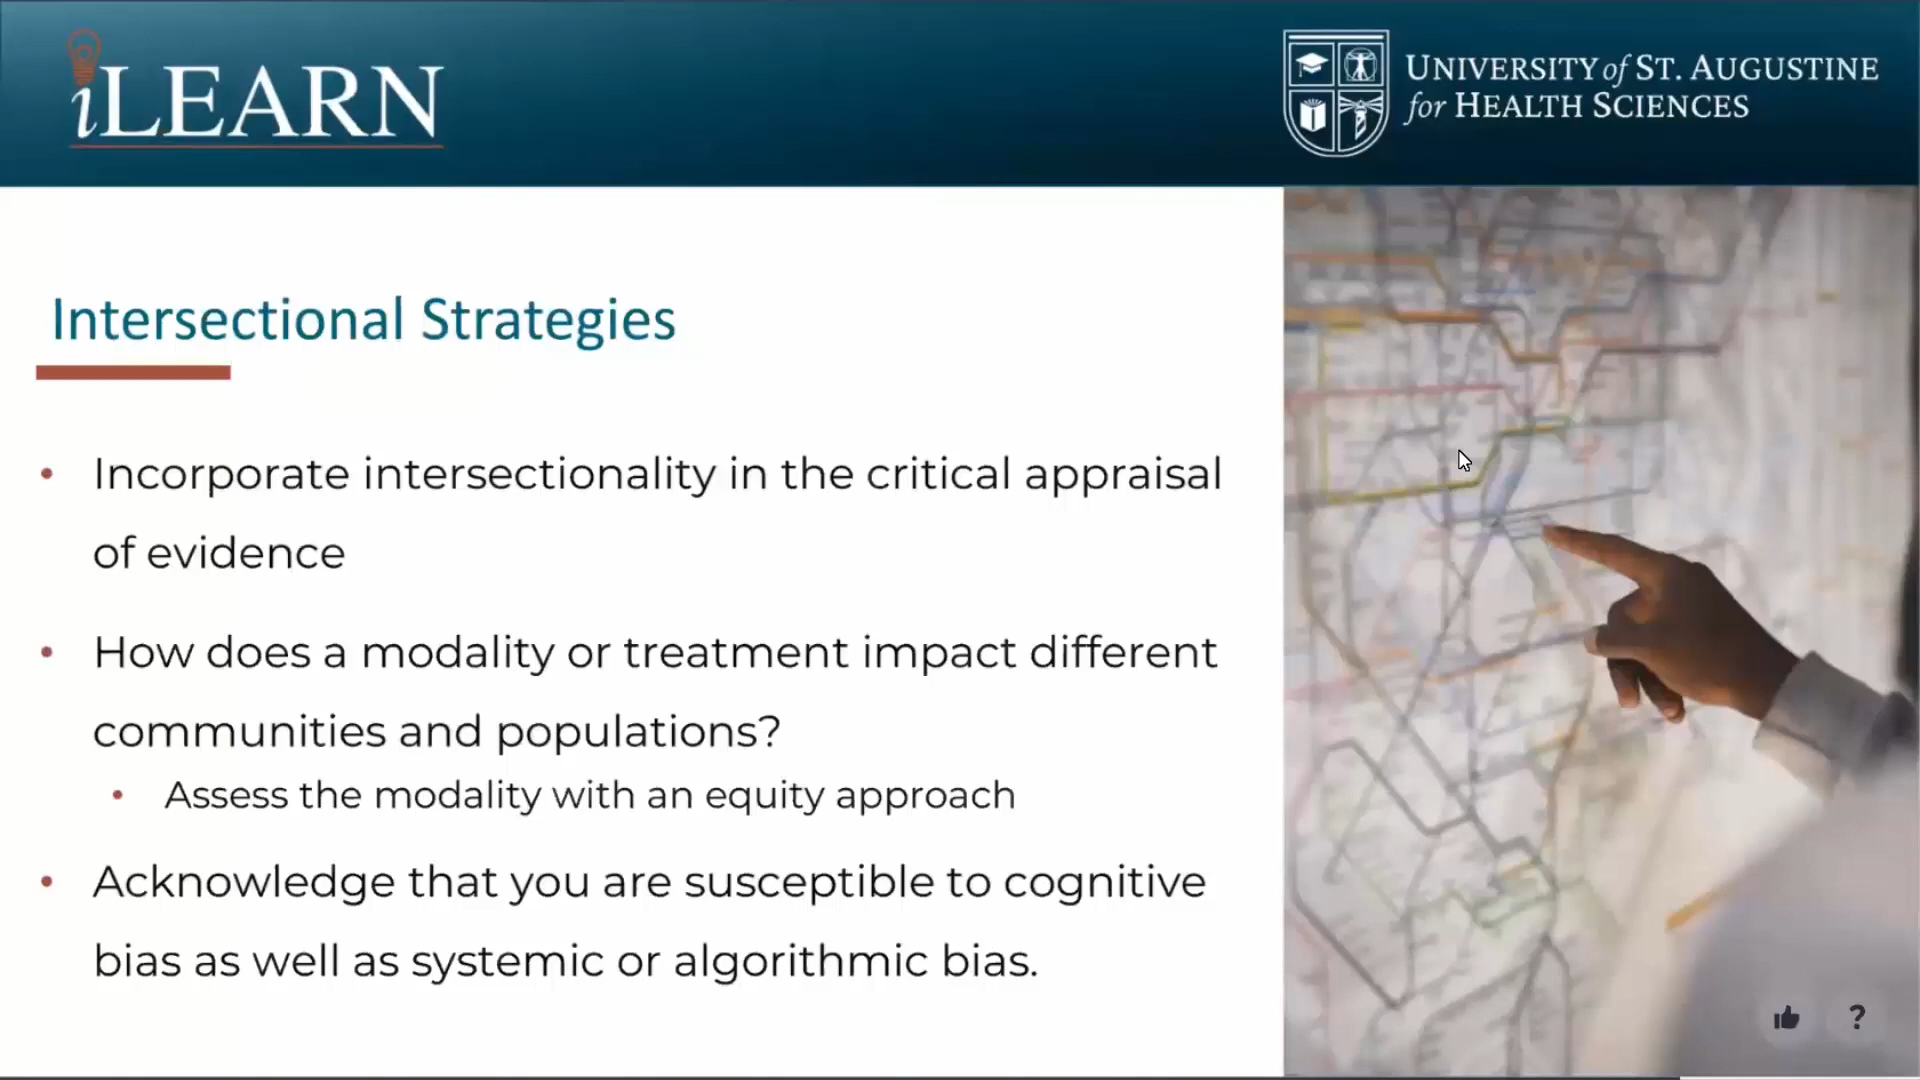 iLEARN
UNIVERSITY of ST. AUGUSTINE
for HEALTH SCIENCES
Intersectional Strategies
• Incorporate intersectionality in the critical appraisal
of evidence
• How does a modality or treatment impact different
communities and populations?
• Assess the modality with an equity approach
• Acknowledge that you are susceptible to cognitive
bias as well as systemic or algorithmic bias.
?